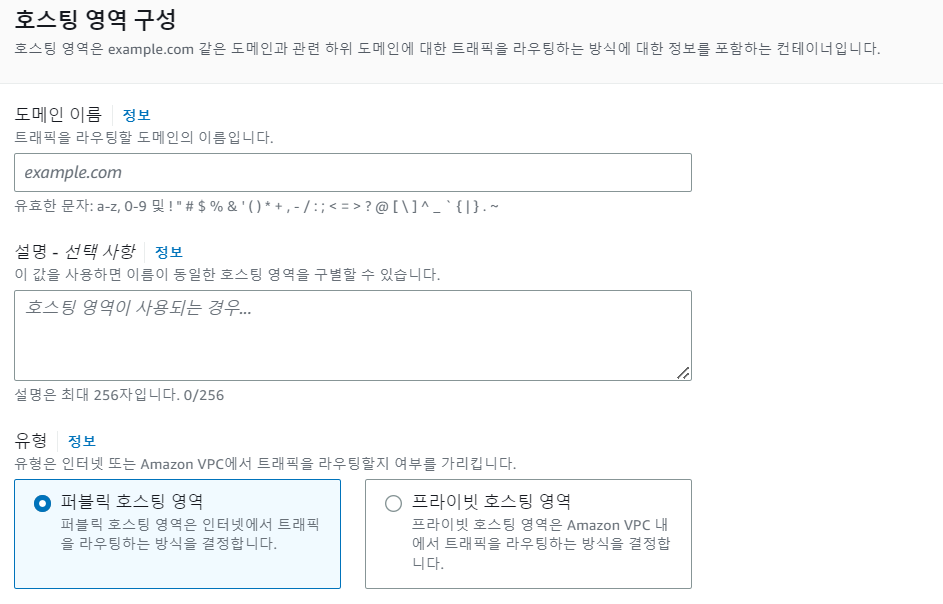 호스팅 영역 구성
호스팅 영역은 example.com 같은 도메인과 관련 하위 도메인에 대한 트래픽을 라우팅하는 방식에 대한 정보를 포함하는 컨테이너입니다.
도메인 이름 정보
트래픽을 라우팅할 도메인의 이름입니다.
example.com
유효한 문자: a-z, 0-9 및 ! " # $ % & ' ( ) * + , - / : ; < = > ? @ [ \ ] ^ _ ` { | } . ~
설명 - 선택 사항 정보
이 값을 사용하면 이름이 동일한 호스팅 영역을 구별할 수 있습니다.
호스팅 영역이 사용되는 경우...
설명은 최대 256자입니다. 0/256
유형 정보
유형은 인터넷 또는 Amazon VPC에서 트래픽을 라우팅할지 여부를 가리킵니다.
퍼블릭 호스팅 영역
퍼블릭 호스팅 영역은 인터넷에서 트래픽
을 라우팅하는 방식을 결정합니다.
프라이빗 호스팅 영역
프라이빗 호스팅 영역은 Amazon VPC 내
에서 트래픽을 라우팅하는 방식을 결정합
니다.